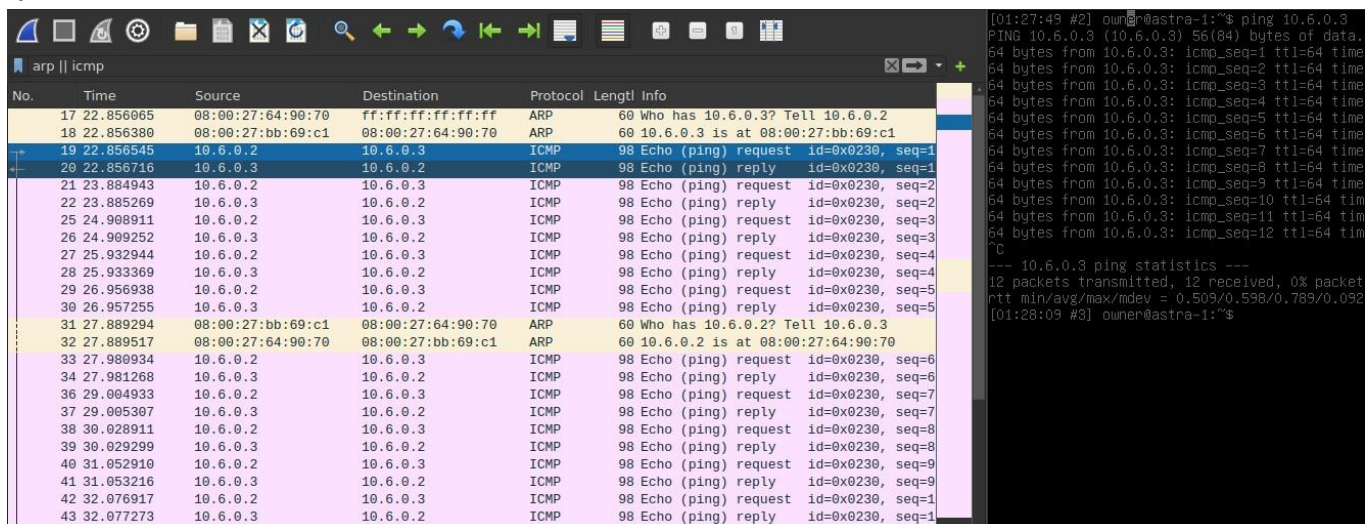 arp || icmp
No. Time Source Destination Protocol Lengtl Info
17 22.856065 08:00:27:64:90:70 ff:ff:ff:ff:ff:ff ARP 60 Who has 10.6.0.3? Tell 10.6.0.2
18 22.856380 08:00:27:bb:69:c1 08:00:27:64:90:70 ARP 60 10.6.0.3 is at 08:00:27:bb:69:c1
19 22.856545 10.6.0.2 10.6.0.3 ICMP 98 Echo (ping) request id=0x0230, seq=1
20 22.856716 10.6.0.3 10.6.0.2 ICMP 98 Echo (ping) reply id=0x0230, seq=1
21 23.884943 10.6.0.2 10.6.0.3 ICMP 98 Echo (ping) request id=0x0230, seq=2
22 23.885269 10.6.0.3 10.6.0.2 ICMP 98 Echo (ping) reply id=0x0230, seq=2
25 24.908911 10.6.0.2 10.6.0.3 ICMP 98 Echo (ping) request id=0x0230, seq=3
26 24.909252 10.6.0.3 10.6.0.2 ICMP 98 Echo (ping) reply id=0x0230, seq=3
27 25.932944 10.6.0.2 10.6.0.3 ICMP 98 Echo (ping) request id=0x0230, seq=4
28 25.933369 10.6.0.3 10.6.0.2 ICMP 98 Echo (ping) reply id=0x0230, seq=4
29 26.956938 10.6.0.2 10.6.0.3 ICMP 98 Echo (ping) request id=0x0230, seq=5
30 26.957255 10.6.0.3 10.6.0.2 ICMP 98 Echo (ping) reply id=0x0230, seq=5
31 27.889294 08:00:27:bb:69:c1 08:00:27:64:90:70 ARP 60 Who has 10.6.0.2? Tell 10.6.0.3
32 27.889517 08:00:27:64:90:70 08:00:27:bb:69:c1 ARP 60 10.6.0.2 is at 08:00:27:64:90:70
33 27.980934 10.6.0.2 10.6.0.3 ICMP 98 Echo (ping) request id=0x0230, seq=6
34 27.981268 10.6.0.3 10.6.0.2 ICMP 98 Echo (ping) reply id=0x0230, seq=6
36 29.004933 10.6.0.2 10.6.0.3 ICMP 98 Echo (ping) request id=0x0230, seq=7
37 29.005307 10.6.0.3 10.6.0.2 ICMP 98 Echo (ping) reply id=0x0230, seq=7
38 30.028911 10.6.0.2 10.6.0.3 ICMP 98 Echo (ping) request id=0x0230, seq=8
39 30.029299 10.6.0.3 10.6.0.2 ICMP 98 Echo (ping) reply id=0x0230, seq=8
40 31.052910 10.6.0.2 10.6.0.3 ICMP 98 Echo (ping) request id=0x0230, seq=9
41 31.053216 10.6.0.3 10.6.0.2 ICMP 98 Echo (ping) reply id=0x0230, seq=9
42 32.076917 10.6.0.2 10.6.0.3 ICMP 98 Echo (ping) request id=0x0230, seq=1
43 32.077273 10.6.0.3 10.6.0.2 ICMP 98 Echo (ping) reply id=0x0230, seq=1
[01:27:49 #2] owner@astra-1:~$ ping 10.6.0.3
PING 10.6.0.3 (10.6.0.3) 56(84) bytes of data.
64 bytes from 10.6.0.3: icmp_seq=1 ttl=64 time
64 bytes from 10.6.0.3: icmp_seq=2 ttl=64 time
64 bytes from 10.6.0.3: icmp_seq=3 ttl=64 time
64 bytes from 10.6.0.3: icmp_seq=4 ttl=64 time
64 bytes from 10.6.0.3: icmp_seq=5 ttl=64 time
64 bytes from 10.6.0.3: icmp_seq=6 ttl=64 time
64 bytes from 10.6.0.3: icmp_seq=7 ttl=64 time
64 bytes from 10.6.0.3: icmp_seq=8 ttl=64 time
64 bytes from 10.6.0.3: icmp_seq=9 ttl=64 time
64 bytes from 10.6.0.3: icmp_seq=10 ttl=64 tim
64 bytes from 10.6.0.3: icmp_seq=11 ttl=64 tim
64 bytes from 10.6.0.3: icmp_seq=12 ttl=64 tim
^C
--- 10.6.0.3 ping statistics ---
12 packets transmitted, 12 received, 0% packet
rtt min/avg/max/mdev = 0.509/0.598/0.789/0.092
[01:28:09 #3] owner@astra-1:~$